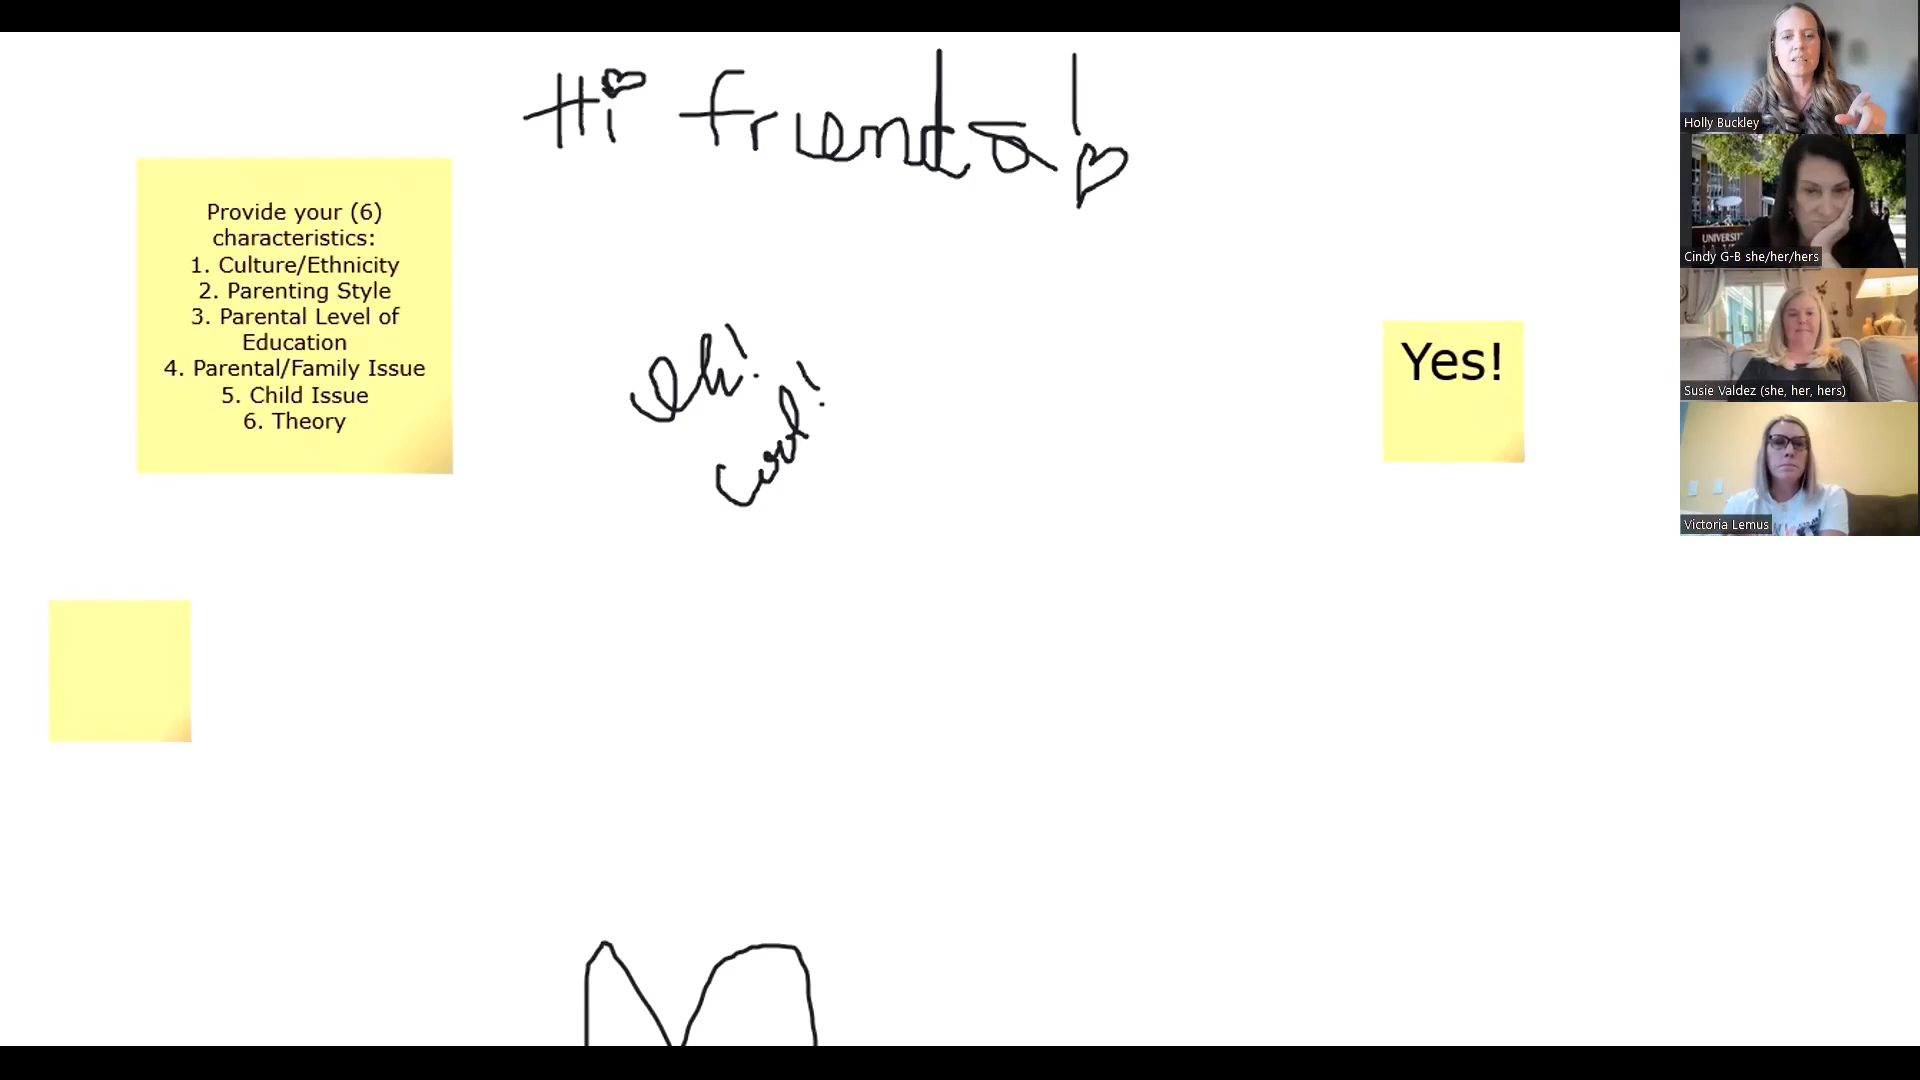 Hi friends!
Provide your (6)
characteristics:
1. Culture/Ethnicity
2. Parenting Style
3. Parental Level of
Education
4. Parental/Family Issue
5. Child Issue
6. Theory
Oh!
Cool!
Yes!
Holly Buckley
UNIVERSIT
Cindy G-B she/her/hers
Susie Valdez (she, her, hers)
Victoria Lemus